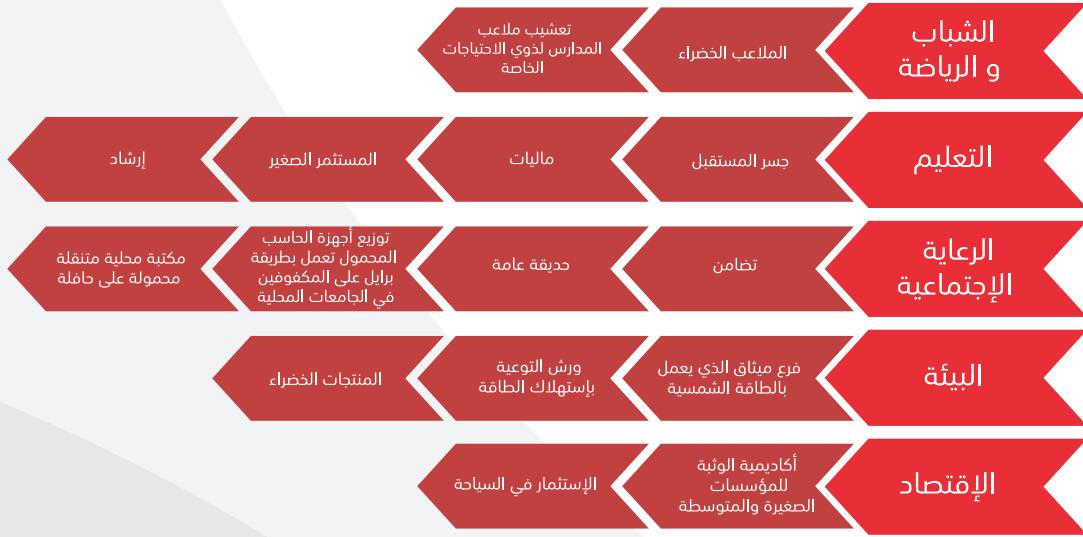 الشباب
و الرياضة
الملاعب الخضراء
تعشيب ملاعب
المدارس لذوي الاحتياجات
الخاصة
التعليم
جسر المستقبل
ماليات
المستثمر الصغير
إرشاد
الرعاية
الإجتماعية
تضامن
حديقة عامة
توزيع أجهزة الحاسب
المحمول تعمل بطريقة
برايل على المكفوفين
في الجامعات المحلية
مكتبة محلية متنقلة
محمولة على حافلة
البيئة
فرع ميثاق الذي يعمل
بالطاقة الشمسية
ورش التوعية
بإستهلاك الطاقة
المنتجات الخضراء
الإقتصاد
أكاديمية الوثبة
للمؤسسات
الصغيرة والمتوسطة
الإستثمار في السياحة